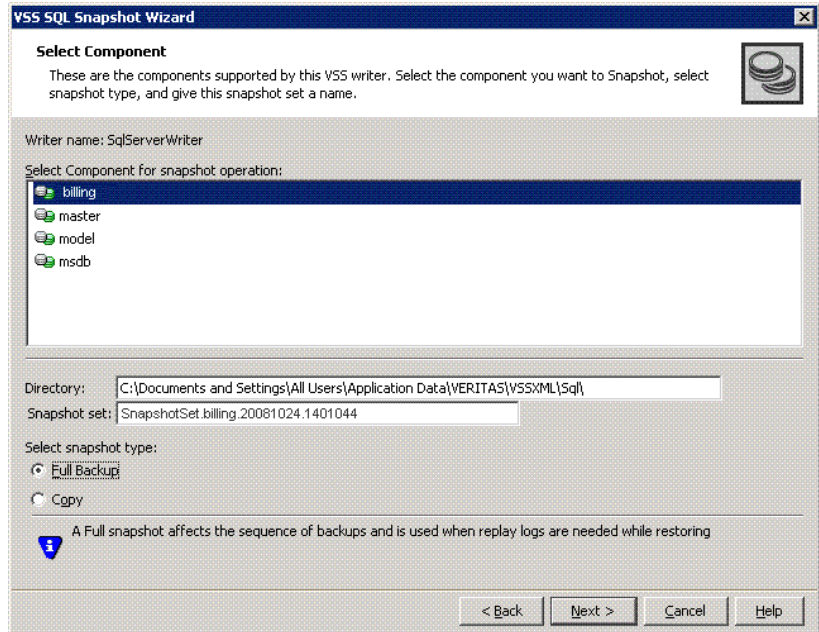 VSS SQL Snapshot Wizard
Select Component
These are the components supported by this VSS writer. Select the component you want to Snapshot, select
snapshot type, and give this snapshot set a name.
Writer name: SqlServerWriter
Select Component for snapshot operation:
billing
master
model
msdb
Directory: C:\Documents and Settings\All Users\Application Data\VERITAS\VSSXML\Sql\
Snapshot set: SnapshotSet.billing.20081024.1401044
Select snapshot type:
Full Backup
Copy
A Full snapshot affects the sequence of backups and is used when replay logs are needed while restoring
< Back Next > Cancel Help